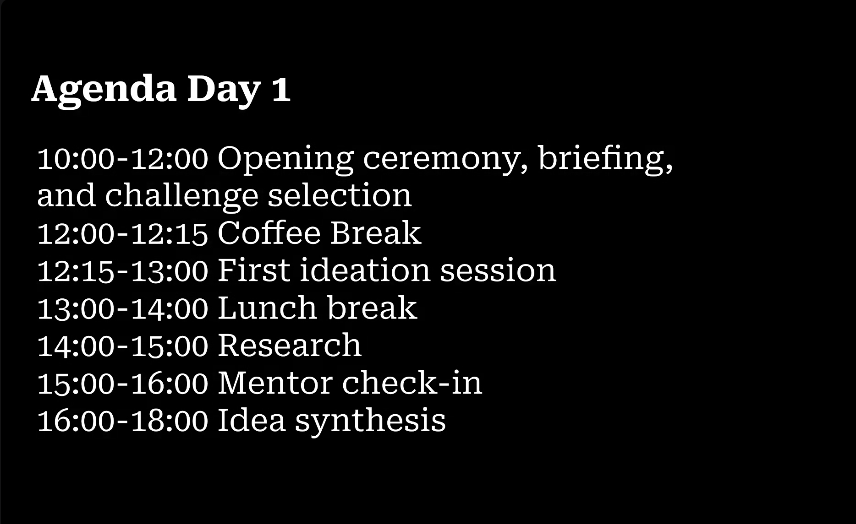 Agenda Day 1
10:00-12:00 Opening ceremony, briefing,
and challenge selection
12:00-12:15 Coffee Break
12:15-13:00 First ideation session
13:00-14:00 Lunch break
14:00-15:00 Research
15:00-16:00 Mentor check-in
16:00-18:00 Idea synthesis